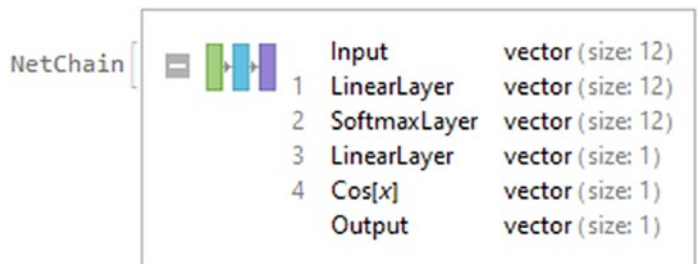 NetChain[
Input vector (size: 12)
1 LinearLayer vector (size: 12)
2 SoftmaxLayer vector (size: 12)
3 LinearLayer vector (size: 1)
4 Cos[x] vector (size: 1)
Output vector (size: 1)